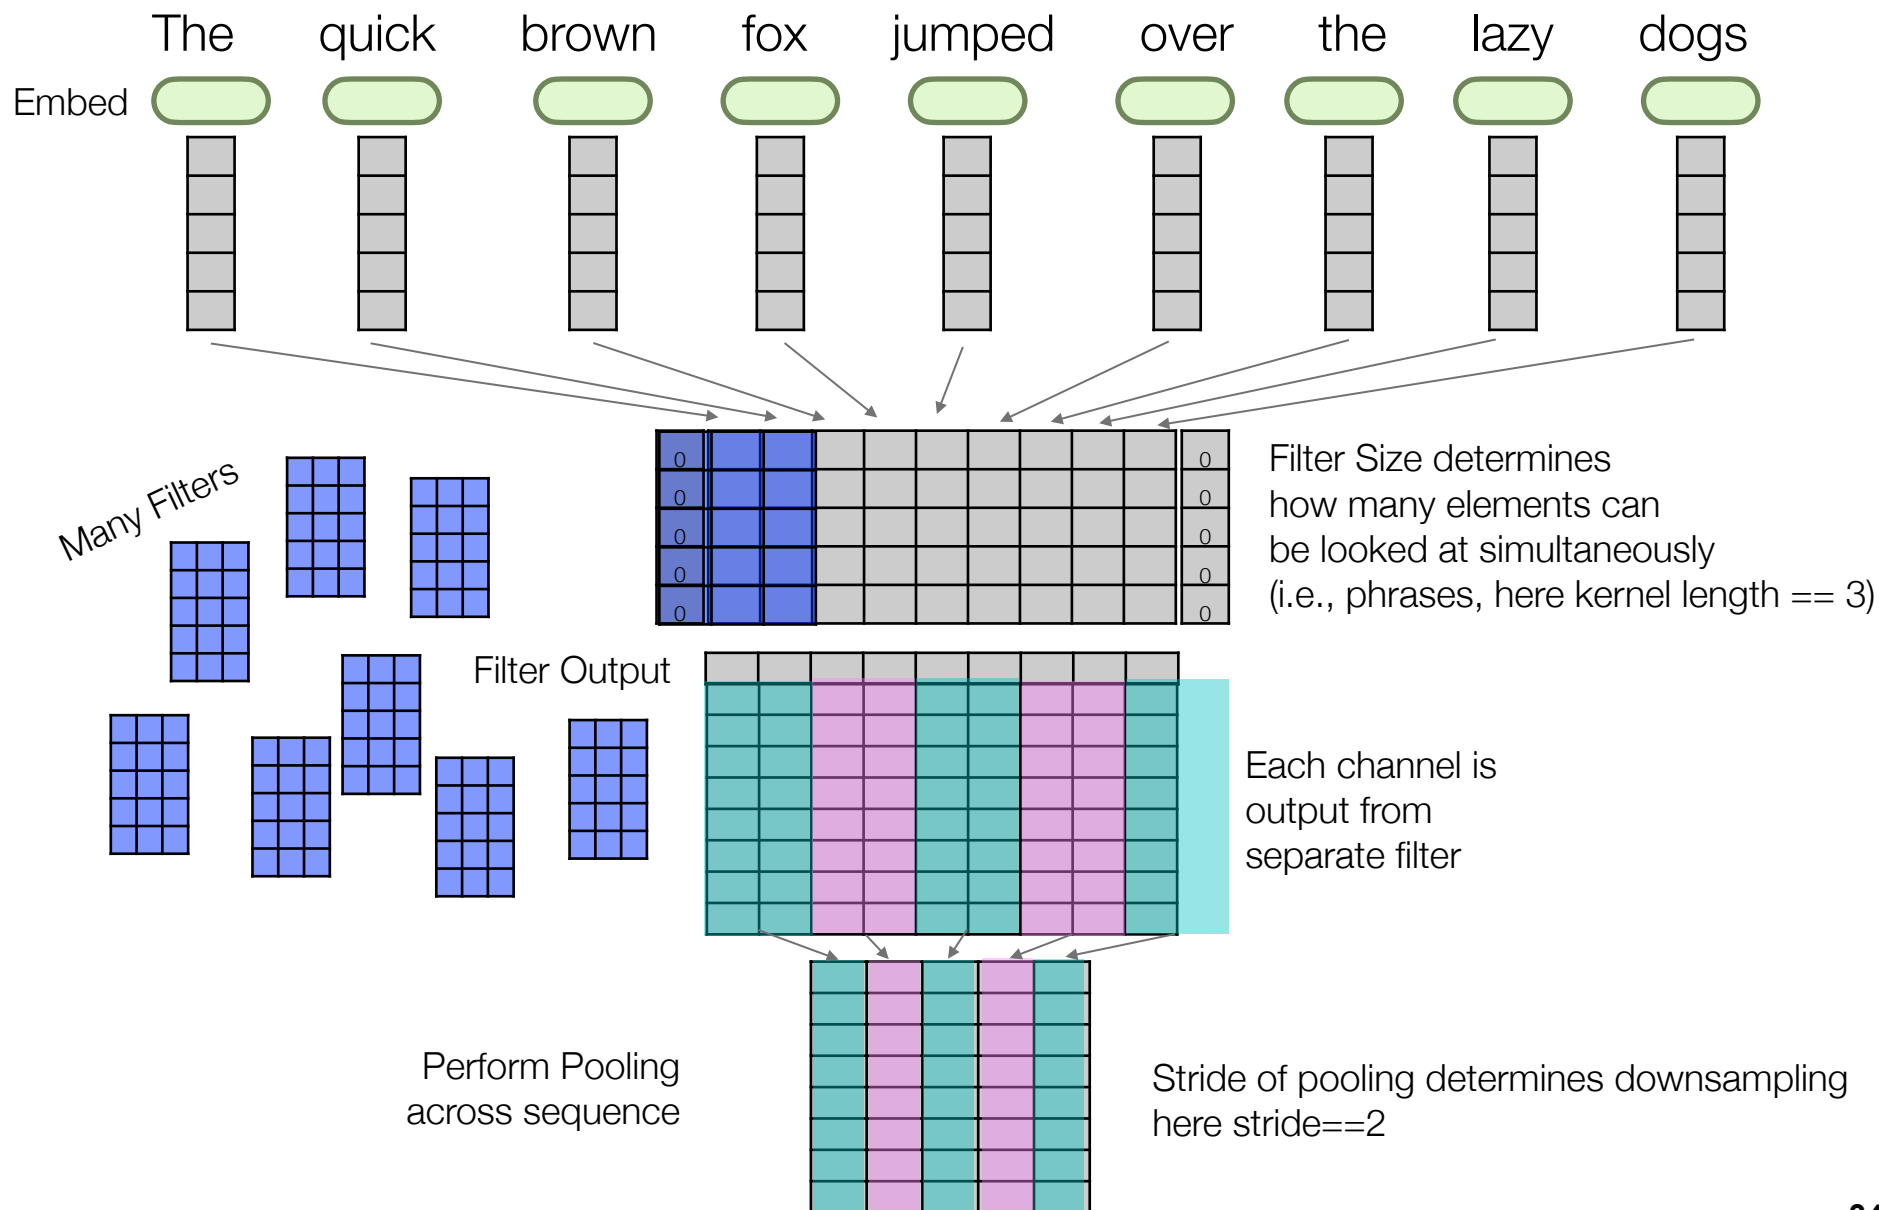 The quick brown fox jumped over the lazy dogs
Embed
Many Filters
0 0
0 0
0 0
0 0
0 0
Filter Size determines
how many elements can
be looked at simultaneously
(i.e., phrases, here kernel length == 3)
Filter Output
Each channel is
output from
separate filter
Perform Pooling
across sequence
Stride of pooling determines downsampling
here stride==2